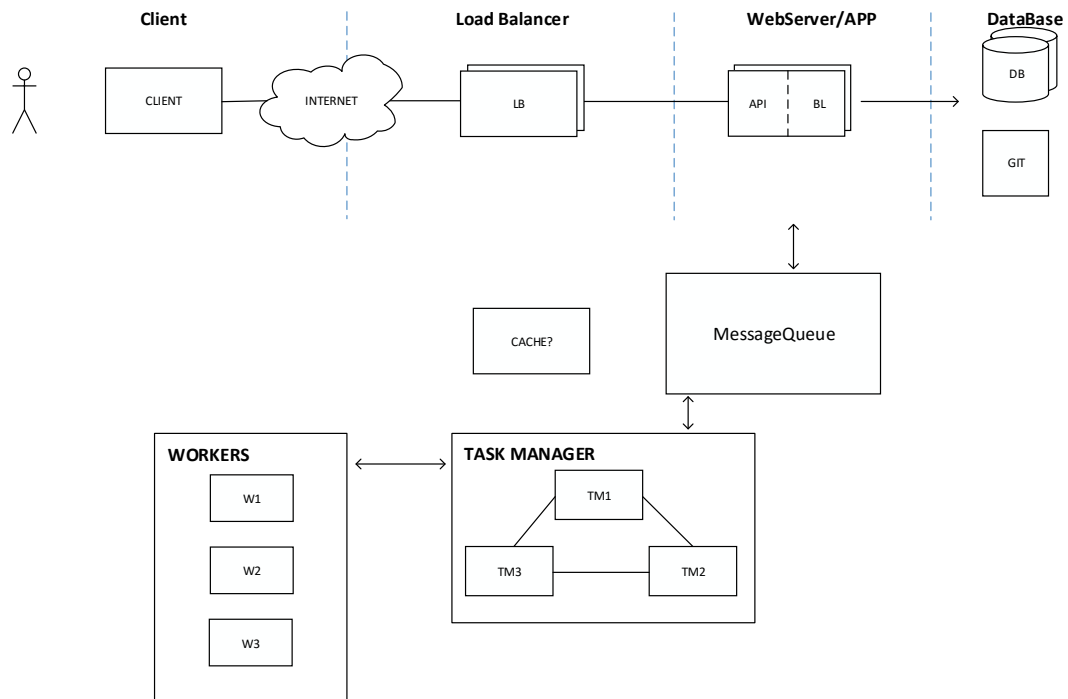 Client
Load Balancer
WebServer/APP
DataBase
CLIENT
INTERNET
LB
API
BL
DB
GIT
MessageQueue
CACHE?
WORKERS
W1
W2
W3
TASK MANAGER
TM1
TM3
TM2